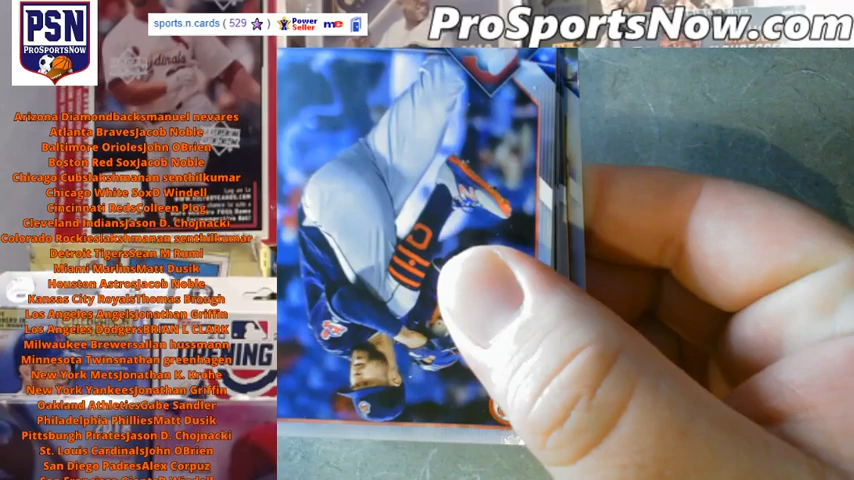 PSN
ProSportsNow
sports.n.cards ( 529 ) Power Seller me
ProSportsNow.com
Arizona Diamondbacksmanuel nevares
Atlanta BravesJacob Noble
Baltimore OriolesJohn OBrien
Boston Red SoxJacob Noble
Chicago Cubslakshmanan senthilkumar
Chicago White SoxD Windell
Cincinnati RedsColleen Plog
Cleveland IndiansJason D. Chojnacki
Colorado Rockieslakshmanan senthilkumar
Detroit TigersSean M Ruml
Miami MarlinsMatt Dusik
Houston AstrosJacob Noble
Kansas City RoyalsThomas Brough
Los Angeles AngelsJonathan Griffin
Los Angeles DodgersBRIAN L CLARK
Milwaukee Brewersallan hussmann
Minnesota Twinsnathan greenhagen
New York MetsJonathan K. Krohe
New York YankeesJonathan Griffin
Oakland AthleticsGabe Sandler
Philadelphia PhilliesMatt Dusik
Pittsburgh PiratesJason D. Chojnacki
St. Louis CardinalsJohn OBrien
San Diego PadresAlex Corpuz